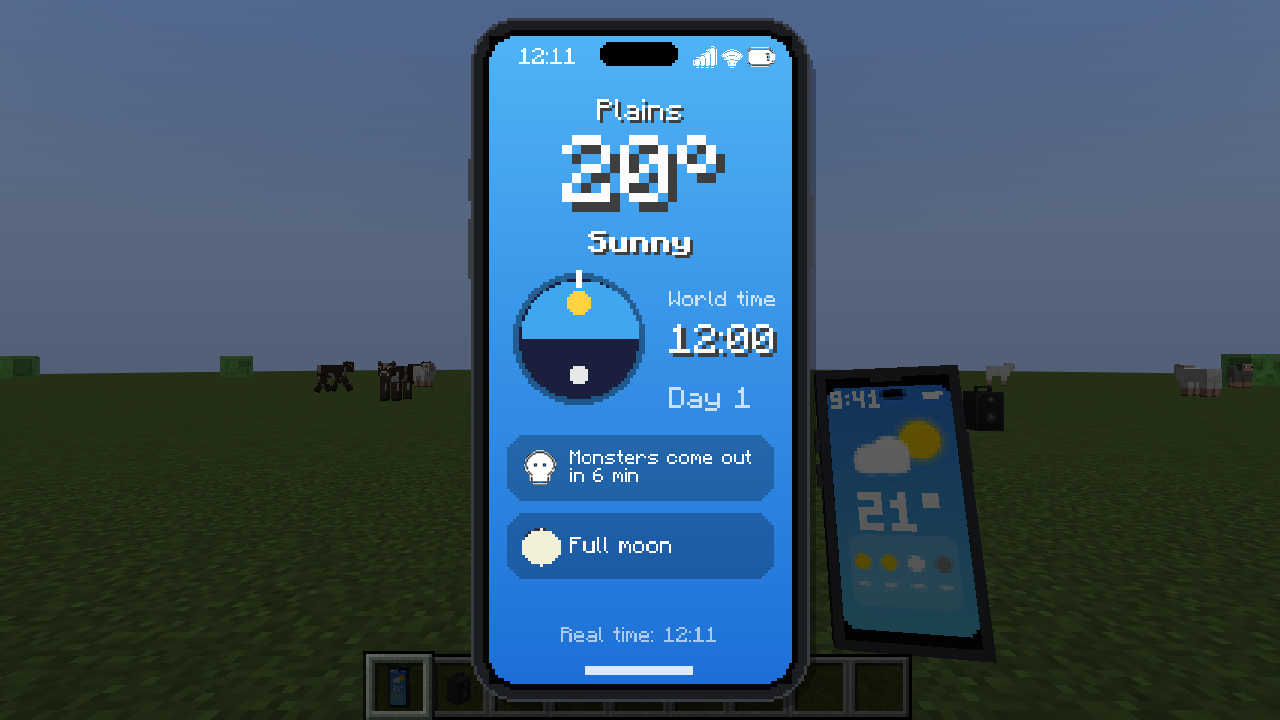 12:11
Plains
20°
Sunny
World time
12:00
Day 1
Monsters come out
in 6 min
Full moon
Real time: 12:11
9:41
21°